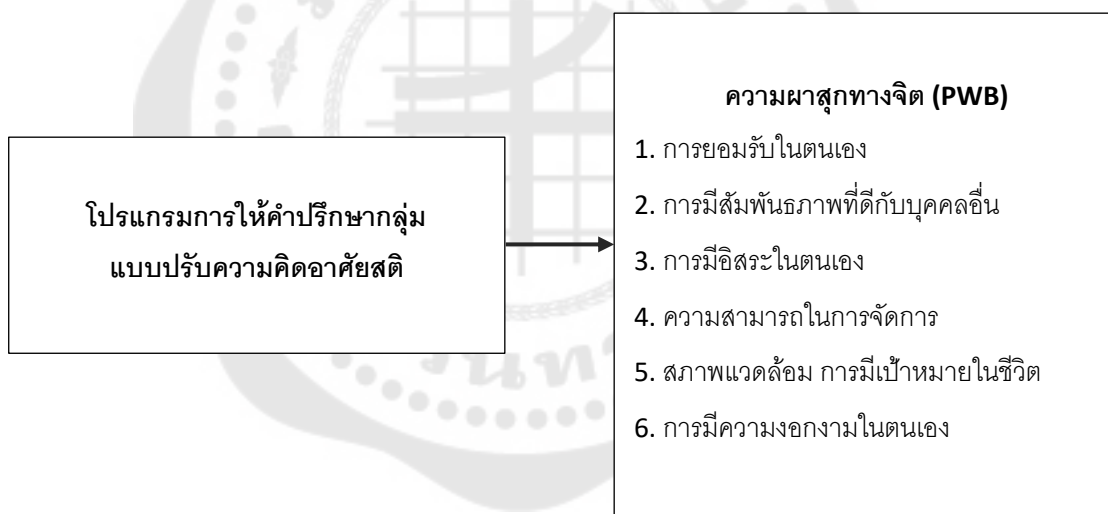 โปรแกรมการให้คำปรึกษากลุ่ม
แบบปรับความคิดอาศัยสติ
ความผาสุกทางจิต (PWB)
1. การยอมรับในตนเอง
2. การมีสัมพันธภาพที่ดีกับบุคคลอื่น
3. การมีอิสระในตนเอง
4. ความสามารถในการจัดการ
5. สภาพแวดล้อม การมีเป้าหมายในชีวิต
6. การมีความงอกงามในตนเอง